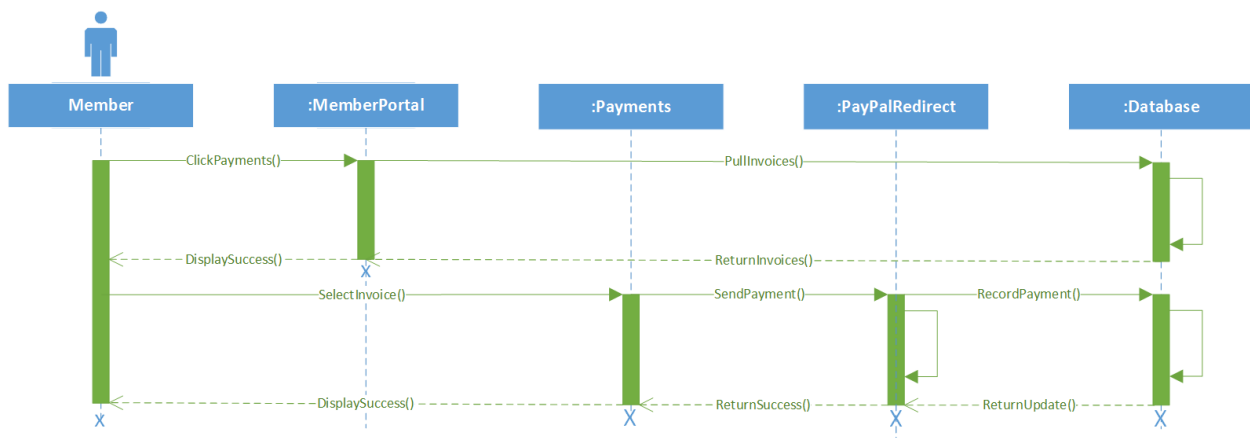 Member
:MemberPortal
:Payments
:PayPalRedirect
:Database
ClickPayments()
PullInvoices()
DisplaySuccess()
ReturnInvoices()
X
SelectInvoice()
SendPayment()
RecordPayment()
DisplaySuccess()
ReturnSuccess()
ReturnUpdate()
X
X
X
X